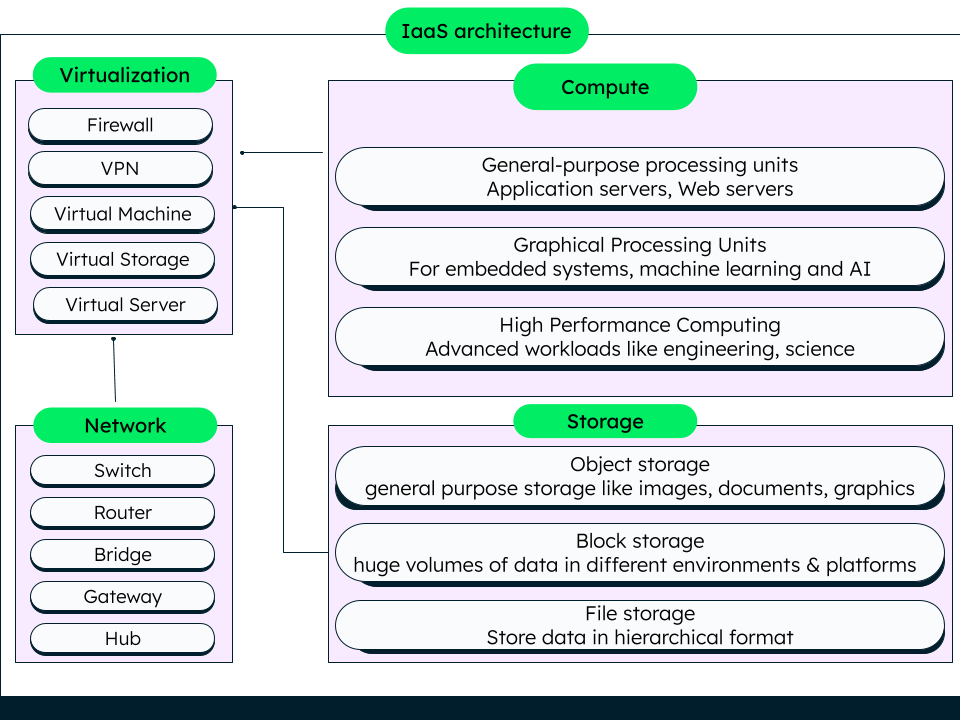 IaaS architecture
Virtualization
Firewall
VPN
Virtual Machine
Virtual Storage
Virtual Server
Compute
General-purpose processing units
Application servers, Web servers
Graphical Processing Units
For embedded systems, machine learning and AI
High Performance Computing
Advanced workloads like engineering, science
Network
Switch
Router
Bridge
Gateway
Hub
Storage
Object storage
general purpose storage like images, documents, graphics
Block storage
huge volumes of data in different environments & platforms
File storage
Store data in hierarchical format